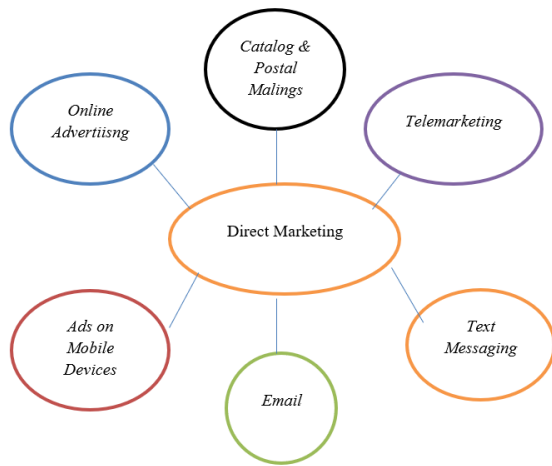 Catalog &
Postal
Malings
Online
Advertiisng
Telemarketing
Direct Marketing
Ads on
Mobile
Devices
Text
Messaging
Email